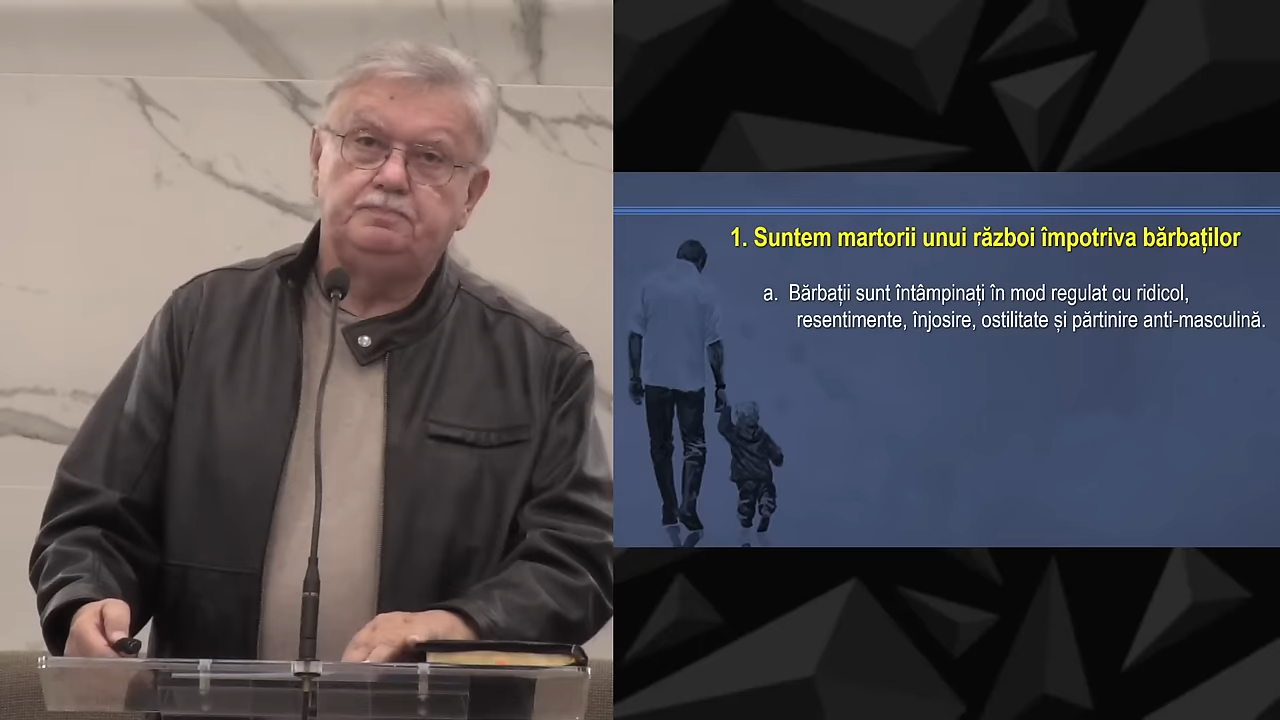 1. Suntem martorii unui război împotriva bărbaților
a. Bărbații sunt întâmpinați în mod regulat cu ridicol,
resentimente, înjosire, ostilitate și părtinire anti-masculină.